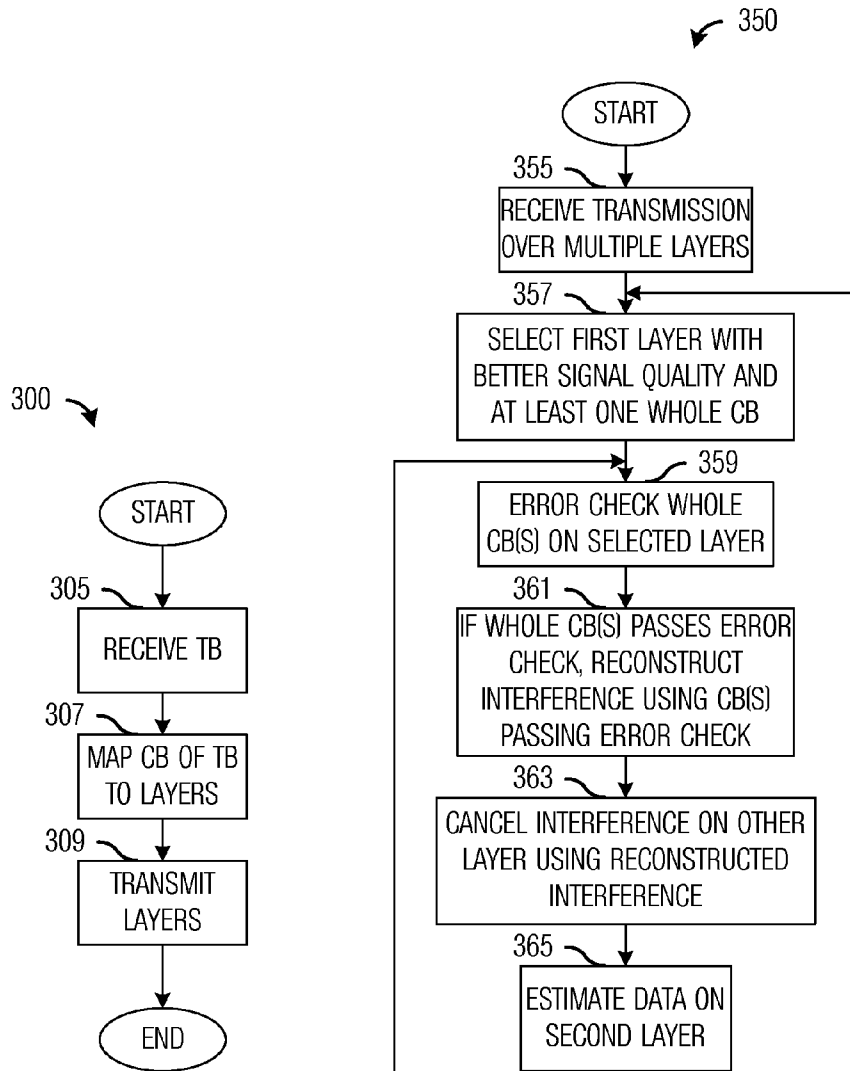 300
START
305
RECEIVE TB
307
MAP CB OF TB
TO LAYERS
309
TRANSMIT
LAYERS
END
350
START
355
RECEIVE TRANSMISSION
OVER MULTIPLE LAYERS
357
SELECT FIRST LAYER WITH
BETTER SIGNAL QUALITY AND
AT LEAST ONE WHOLE CB
359
ERROR CHECK WHOLE
CB(S) ON SELECTED LAYER
361
IF WHOLE CB(S) PASSES ERROR
CHECK, RECONSTRUCT
INTERFERENCE USING CB(S)
PASSING ERROR CHECK
363
CANCEL INTERFERENCE ON OTHER
LAYER USING RECONSTRUCTED
INTERFERENCE
365
ESTIMATE DATA ON
SECOND LAYER